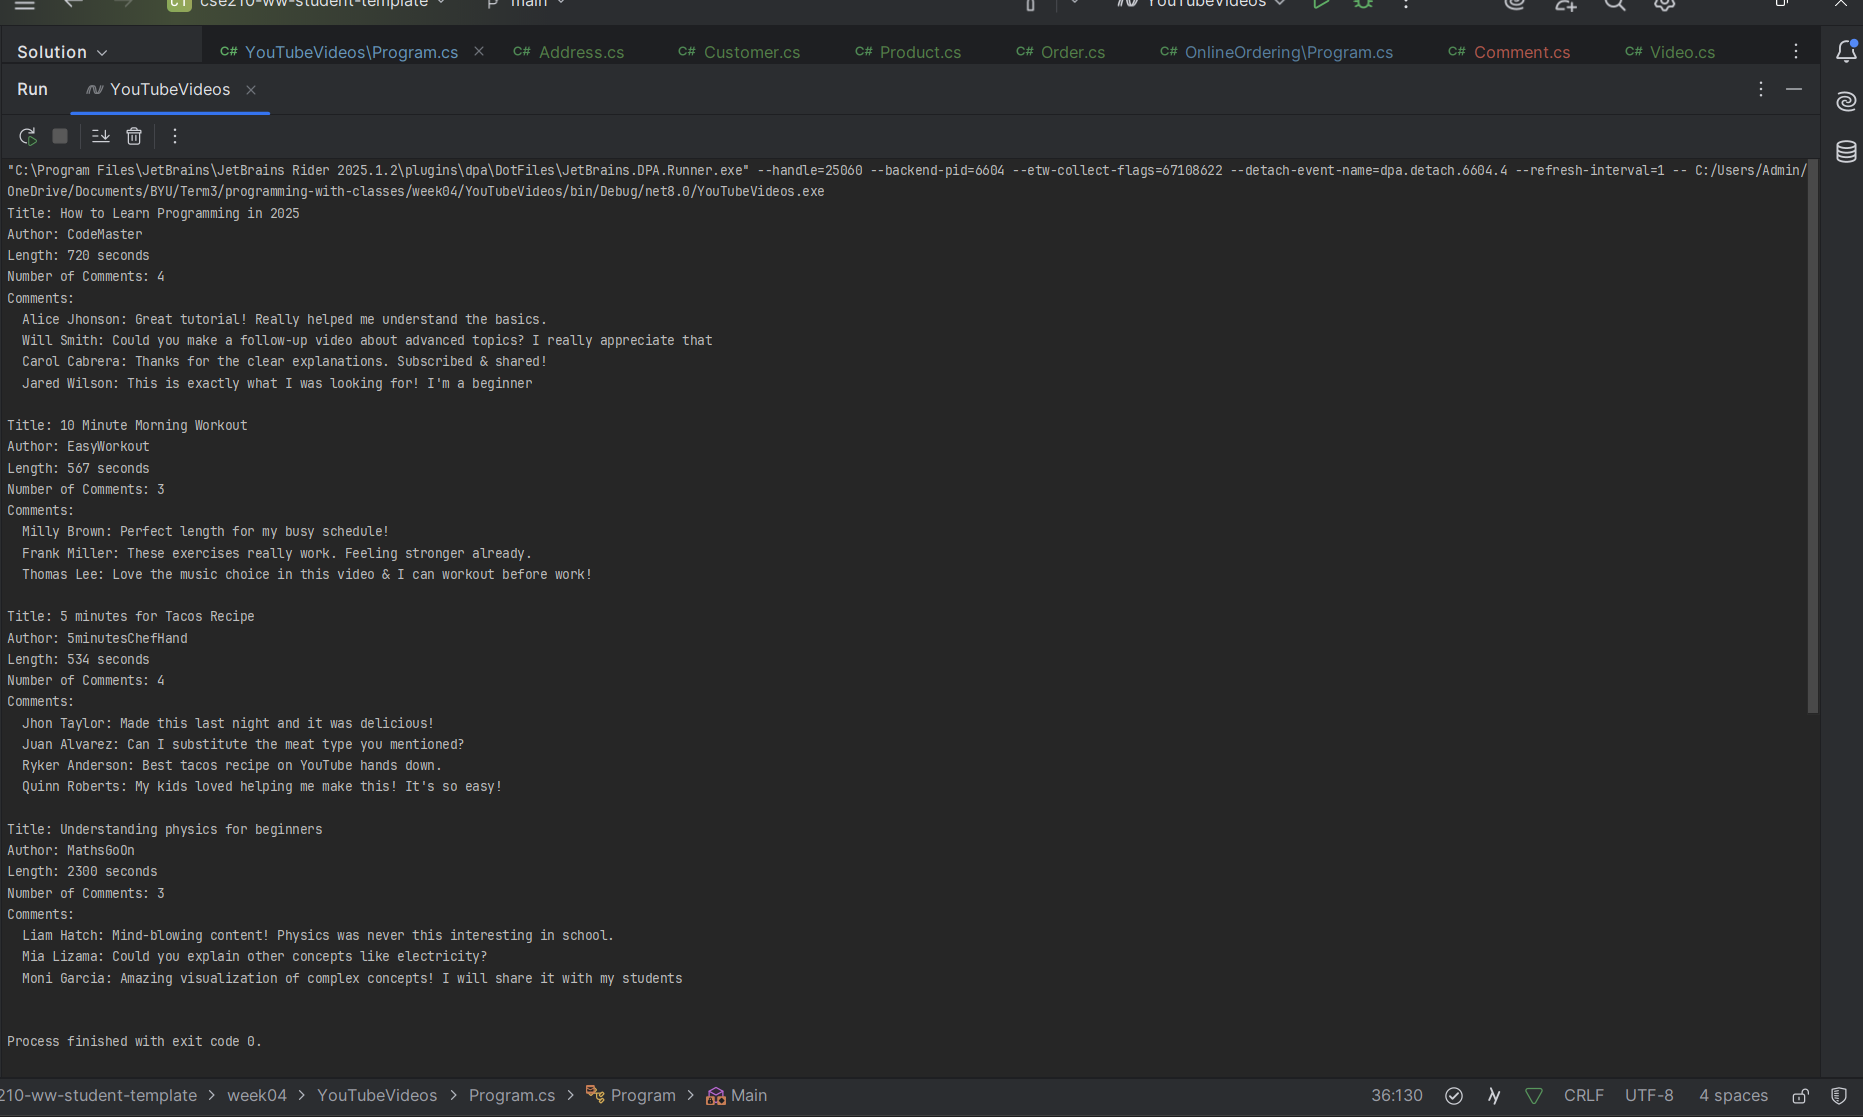 CT cse210-ww-student-template main YouTubeVideos
Solution C# YouTubeVideos\Program.cs C# Address.cs C# Customer.cs C# Product.cs C# Order.cs C# OnlineOrdering\Program.cs C# Comment.cs C# Video.cs
Run YouTubeVideos
"C:\Program Files\JetBrains\JetBrains Rider 2025.1.2\plugins\dpa\DotFiles\JetBrains.DPA.Runner.exe" --handle=25060 --backend-pid=6604 --etw-collect-flags=67108622 --detach-event-name=dpa.detach.6604.4 --refresh-interval=1 -- C:/Users/Admin/
OneDrive/Documents/BYU/Term3/programming-with-classes/week04/YouTubeVideos/bin/Debug/net8.0/YouTubeVideos.exe
Title: How to Learn Programming in 2025
Author: CodeMaster
Length: 720 seconds
Number of Comments: 4
Comments:
Alice Jhonson: Great tutorial! Really helped me understand the basics.
Will Smith: Could you make a follow-up video about advanced topics? I really appreciate that
Carol Cabrera: Thanks for the clear explanations. Subscribed & shared!
Jared Wilson: This is exactly what I was looking for! I'm a beginner
Title: 10 Minute Morning Workout
Author: EasyWorkout
Length: 567 seconds
Number of Comments: 3
Comments:
Milly Brown: Perfect length for my busy schedule!
Frank Miller: These exercises really work. Feeling stronger already.
Thomas Lee: Love the music choice in this video & I can workout before work!
Title: 5 minutes for Tacos Recipe
Author: 5minutesChefHand
Length: 534 seconds
Number of Comments: 4
Comments:
Jhon Taylor: Made this last night and it was delicious!
Juan Alvarez: Can I substitute the meat type you mentioned?
Ryker Anderson: Best tacos recipe on YouTube hands down.
Quinn Roberts: My kids loved helping me make this! It's so easy!
Title: Understanding physics for beginners
Author: MathsGoOn
Length: 2300 seconds
Number of Comments: 3
Comments:
Liam Hatch: Mind-blowing content! Physics was never this interesting in school.
Mia Lizama: Could you explain other concepts like electricity?
Moni Garcia: Amazing visualization of complex concepts! I will share it with my students
Process finished with exit code 0.
210-ww-student-template > week04 > YouTubeVideos > Program.cs > Program > Main 36:130 CRLF UTF-8 4 spaces